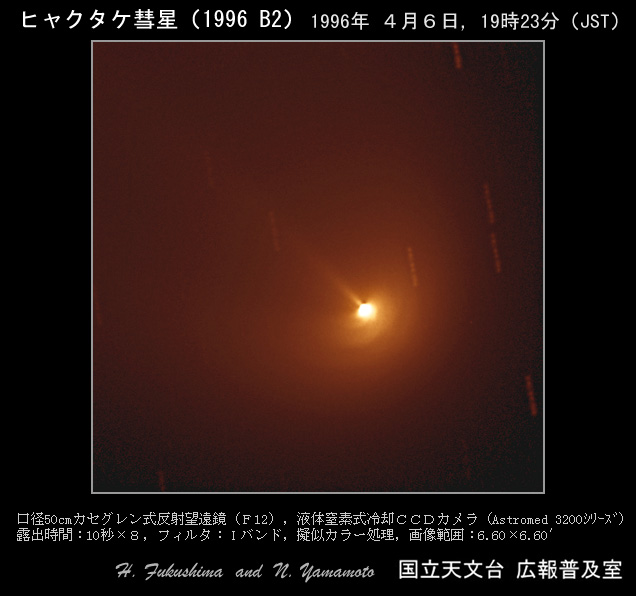 ヒャクタケ彗星（1996 B2） 1996年 ４月６日，19時23分（JST）
口径50cmカセグレン式反射望遠鏡（Ｆ12），液体窒素式冷却ＣＣＤカメラ（Astromed 3200ｼﾘｰｽﾞ）
露出時間：10秒×８，フィルタ：Ｉバンド，擬似カラー処理，画像範囲：6.60×6.60′
H. Fukushima and N. Yamamoto 国立天文台 広報普及室